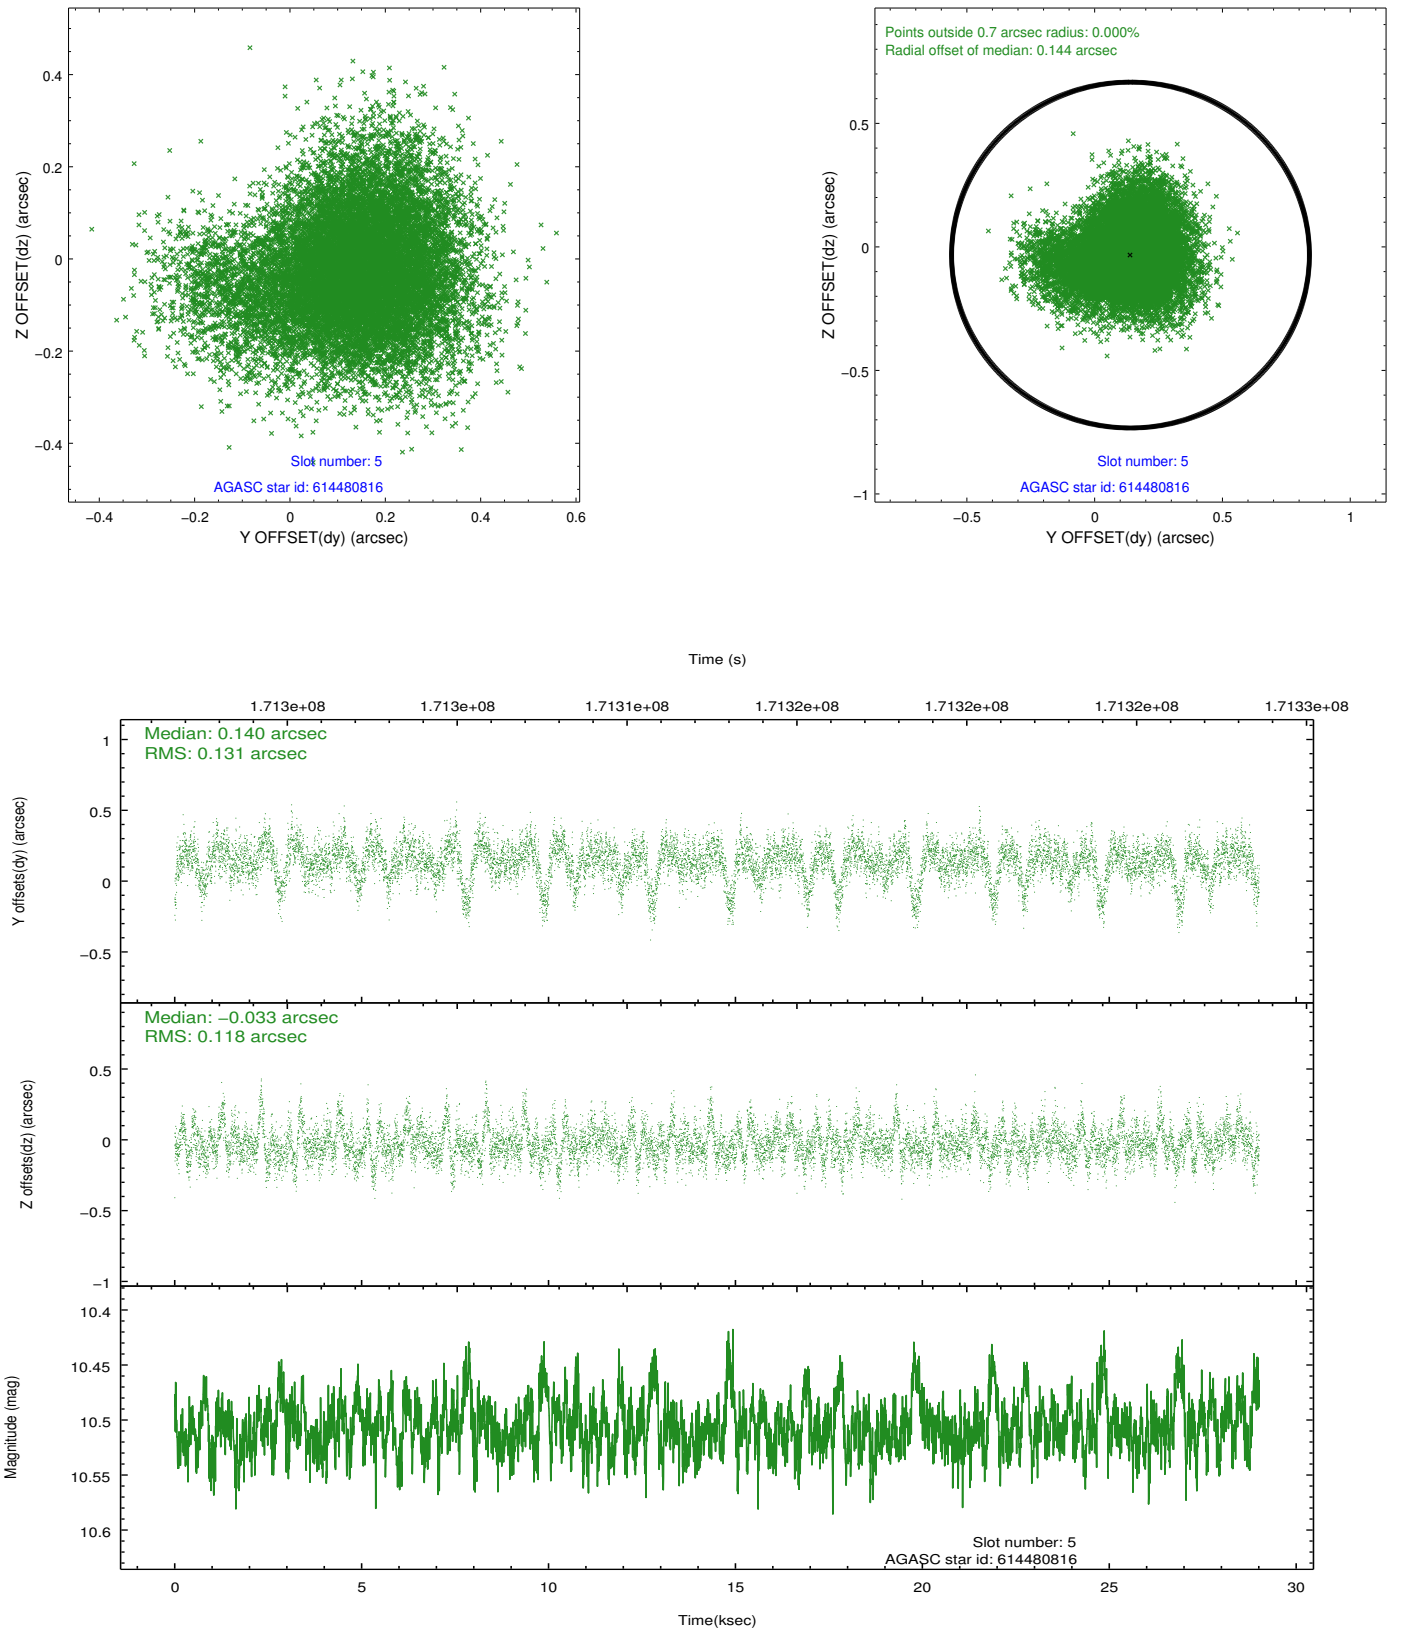 0.4
0.2
0
−0.2
−0.4
Z OFFSET(dz) (arcsec)
Slot number: 5
AGASC star id: 614480816
−0.4 −0.2 0 0.2 0.4 0.6
Y OFFSET(dy) (arcsec)
Points outside 0.7 arcsec radius: 0.000%
Radial offset of median: 0.144 arcsec
0.5
0
−0.5
−1
Z OFFSET(dz) (arcsec)
Slot number: 5
AGASC star id: 614480816
−0.5 0 0.5 1
Y OFFSET(dy) (arcsec)
Time (s)
1.713e+08 1.713e+08 1.7131e+08 1.7132e+08 1.7132e+08 1.7132e+08 1.7133e+08
Median: 0.140 arcsec
RMS: 0.131 arcsec
1
0.5
0
−0.5
Y offsets(dy) (arcsec)
Median: −0.033 arcsec
RMS: 0.118 arcsec
0.5
0
−0.5
−1
Z offsets(dz) (arcsec)
10.4
10.45
10.5
10.55
10.6
Magnitude (mag)
Slot number: 5
AGASC star id: 614480816
0 5 10 15 20 25 30
Time(ksec)